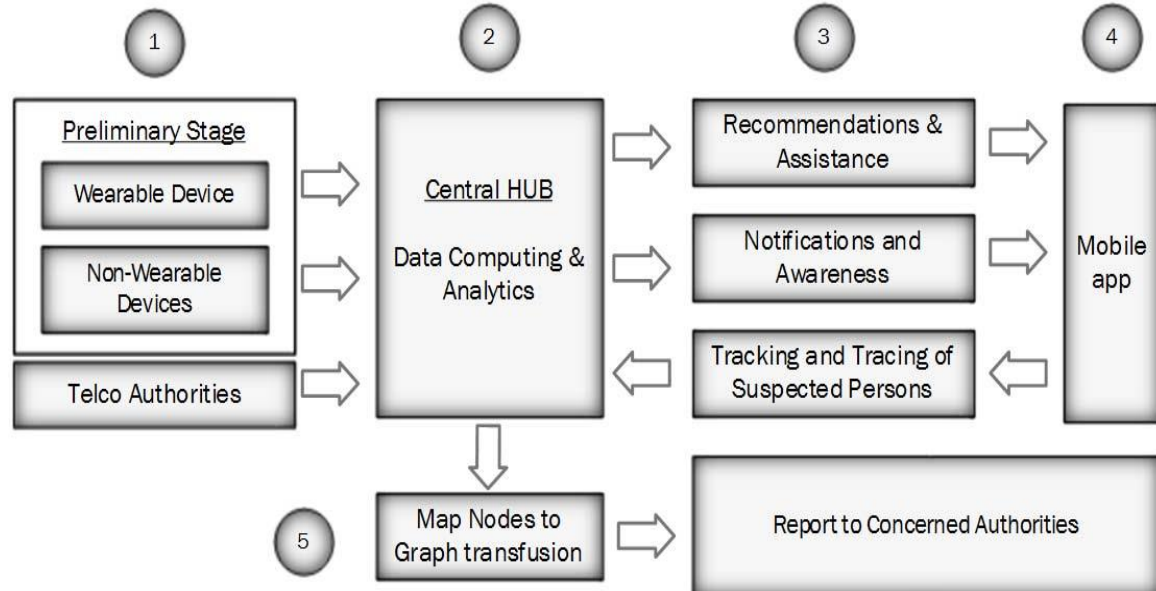 1
2
3
4
Preliminary Stage
Wearable Device
Non-Wearable
Devices
Telco Authorities
Central HUB
Data Computing &
Analytics
Recommendations &
Assistance
Notifications and
Awareness
Tracking and Tracing of
Suspected Persons
Mobile
app
5
Map Nodes to
Graph transfusion
Report to Concerned Authorities